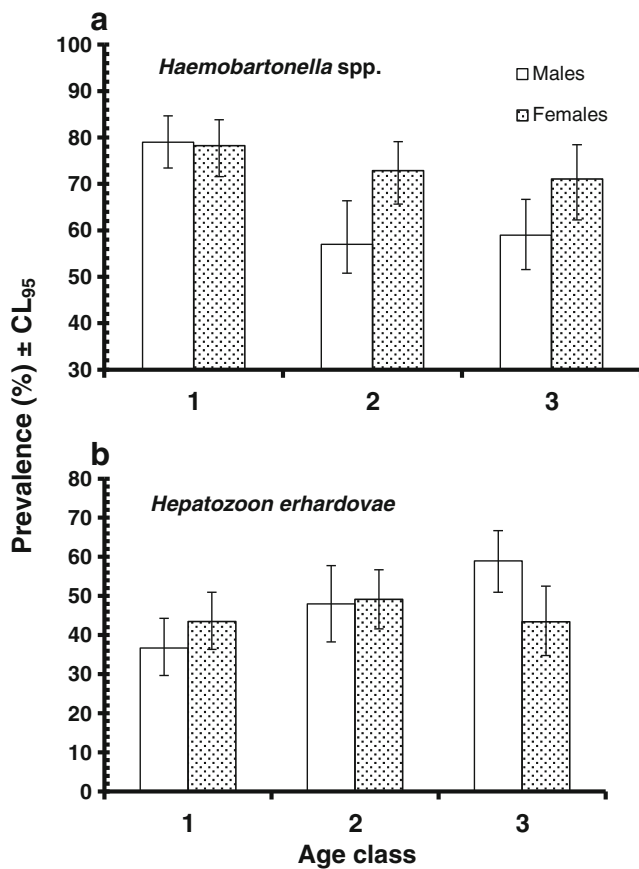 a
Haemobartonella spp.
Males
Females
100
90
80
70
60
50
40
30
1 2 3
Prevalence (%) ± CL95
b
Hepatozoon erhardovae
80
70
60
50
40
30
20
10
0
1 2 3
Age class